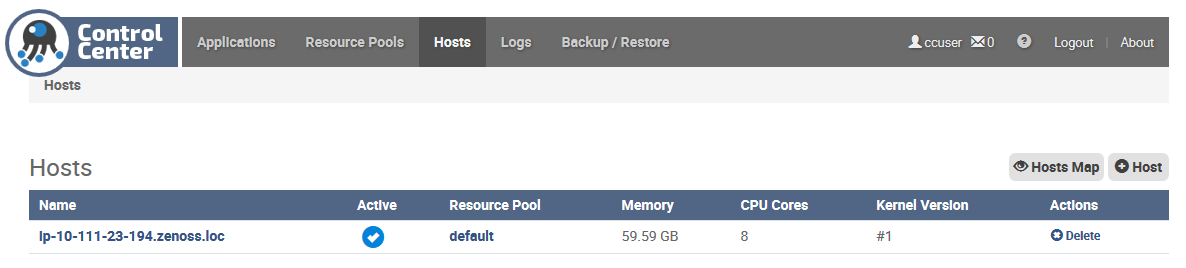 Control Center
Applications Resource Pools Hosts Logs Backup / Restore ccuser 0 ? Logout | About
Hosts
Hosts Hosts Map Host
Name Active Resource Pool Memory CPU Cores Kernel Version Actions
ip-10-111-23-194.zenoss.loc default 59.59 GB 8 #1 Delete